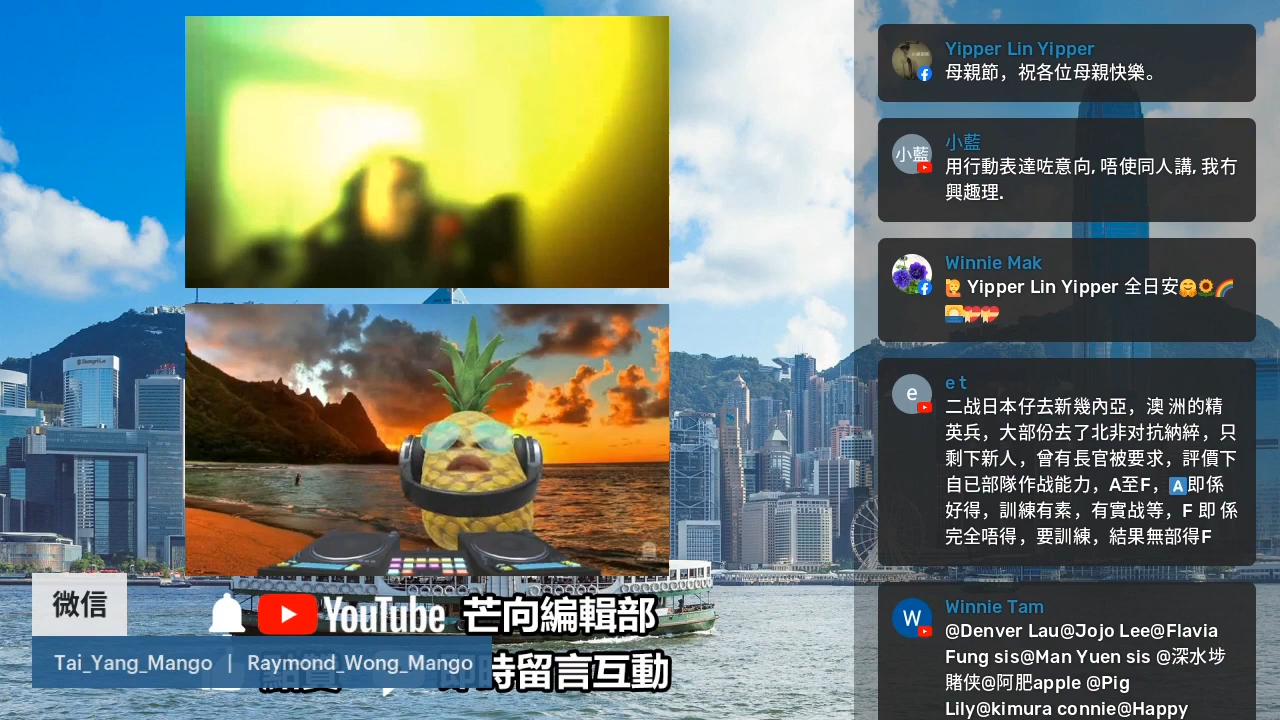 Yipper Lin Yipper
母親節，祝各位母親快樂。
小藍
小藍
用行動表達咗意向, 唔使同人講, 我冇
興趣理.
Winnie Mak
Yipper Lin Yipper 全日安
e
e t
二战日本仔去新幾內亞，澳 洲的精
英兵，大部份去了北非对抗納綷，只
剩下新人，曾有長官被要求，評價下
自已部隊作战能力，A至F，🅰即係
好得，訓練有素，有實战等，F 即 係
完全唔得，要訓練，結果無部得F
W
Winnie Tam
@Denver Lau@Jojo Lee@Flavia
Fung sis@Man Yuen sis @深水埗
賭侠@阿肥apple @Pig
Lily@kimura connie@Happy
Shangri-La
微信
YouTube 芒向編輯部
Tai_Yang_Mango | Raymond_Wong_Mango
時留言互動